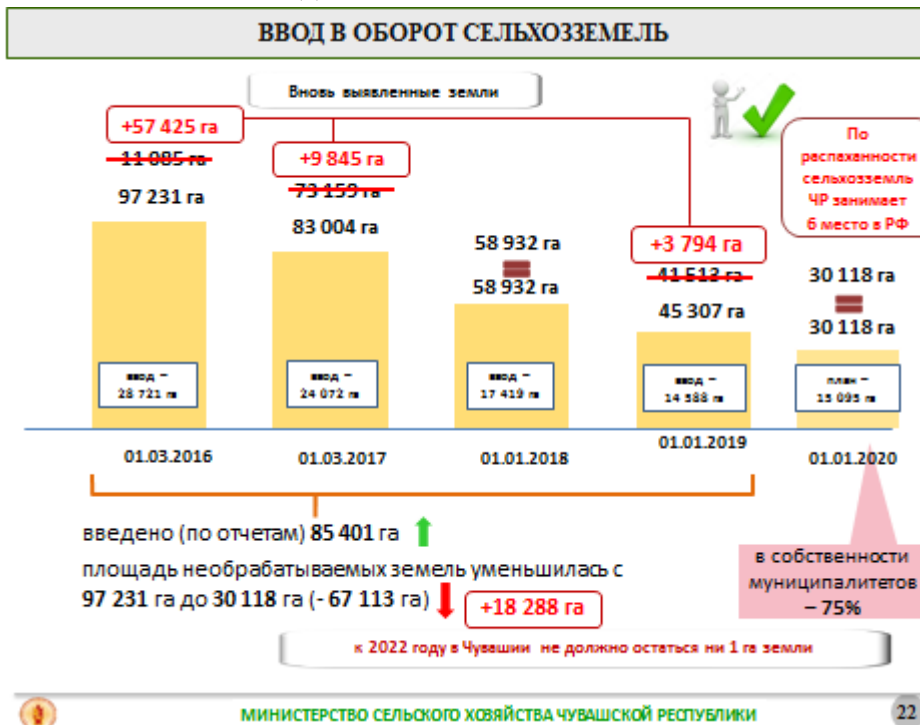 ВВОД В ОБОРОТ СЕЛЬХОЗЗЕМЕЛЬ
Вновь выявленные земли
+57 425 га
11 085 га
97 231 га
+9 845 га
73 159 га
83 004 га
58 932 га
58 932 га
+3 794 га
41 513 га
45 307 га
По
распаханности
сельхоззмль
ЧР занимает
6 место в РФ
30 118 га
30 118 га
ввод –
28 721 га
ввод –
24 072 га
ввод –
17 419 га
ввод –
14 588 га
план –
15 095 га
01.03.2016
01.03.2017
01.01.2018
01.01.2019
01.01.2020
введено (по отчетам) 85 401 га
площадь необрабатываемых земель уменьшилась с
97 231 га до 30 118 га (- 67 113 га)
+18 288 га
в собственности
муниципалитетов
– 75%
к 2022 году в Чувашии не должно остаться ни 1 га земли
МИНИСТЕРСТВО СЕЛЬСКОГО ХОЗЯЙСТВА ЧУВАШСКОЙ РЕСПУБЛИКИ
22